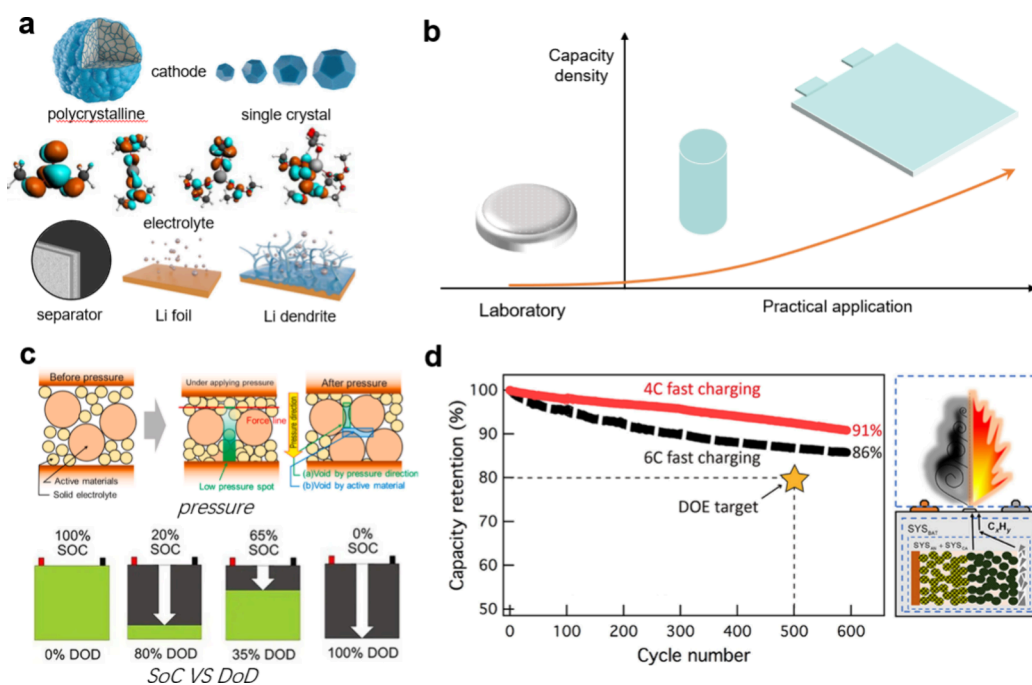 a
cathode
polycrystalline
single crystal
electrolyte
separator
Li foil
Li dendrite
b
Capacity
density
Laboratory
Practical application
c
Before pressure
Active materials
Solid electrolyte
Under applying pressure
Force line
Low pressure spot
After pressure
Pressure direction
(a)Void by pressure direction
(b)Void by active material
pressure
100%
SOC
20%
SOC
65%
SOC
0%
SOC
0% DOD
80% DOD
35% DOD
100% DOD
SoC VS DoD
d
Capacity retention (%)
100
90
80
70
60
50
4C fast charging
91%
6C fast charging
86%
DOE target
0
100
200
300
400
500
600
Cycle number
CxHy
SYSBAT
SYSAN + SYSCA